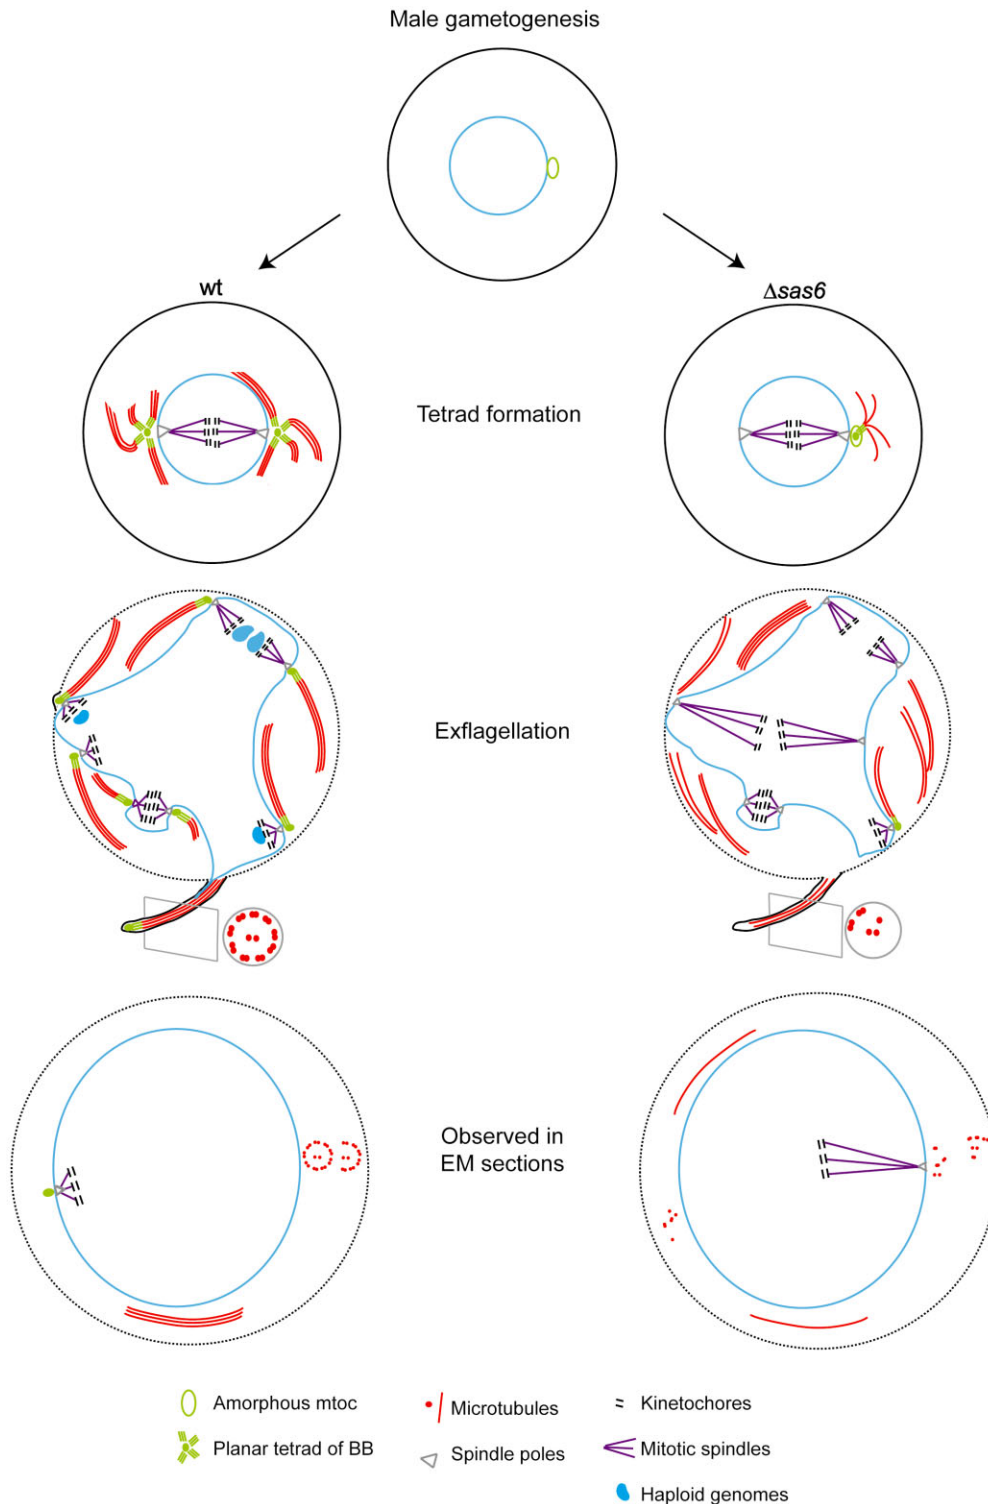 Male gametogenesis
wt
Δsas6
Tetrad formation
Exflagellation
Observed in
EM sections
Amorphous mtoc
Microtubules
Kinetochores
Planar tetrad of BB
Spindle poles
Mitotic spindles
Haploid genomes